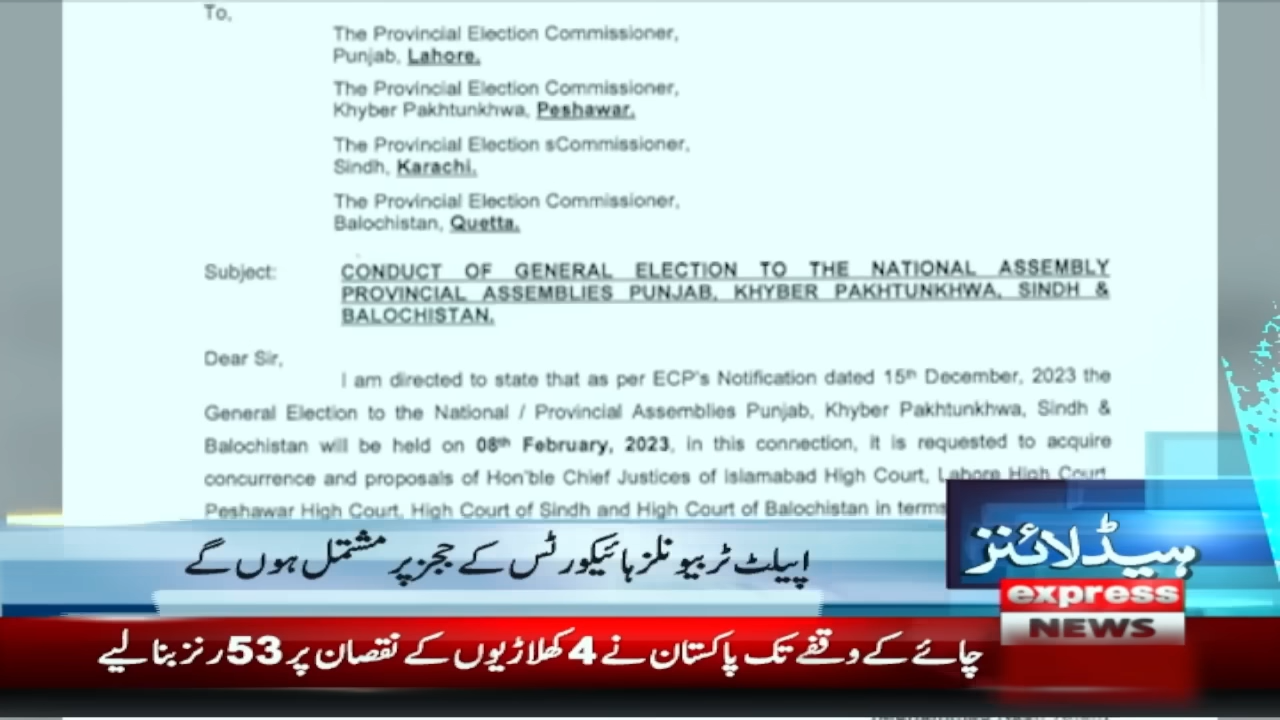 To,
The Provincial Election Commissioner,
Punjab, Lahore.
The Provincial Election Commissioner,
Khyber Pakhtunkhwa, Peshawar.
The Provincial Election sCommissioner,
Sindh, Karachi.
The Provincial Election Commissioner,
Balochistan, Quetta.
Subject: CONDUCT OF GENERAL ELECTION TO THE NATIONAL ASSEMBLY
PROVINCIAL ASSEMBLIES PUNJAB, KHYBER PAKHTUNKHWA, SINDH &
BALOCHISTAN.
Dear Sir,
I am directed to state that as per ECP's Notification dated 15th December, 2023 the
General Election to the National / Provincial Assemblies Punjab, Khyber Pakhtunkhwa, Sindh &
Balochistan will be held on 08th February, 2023, in this connection, it is requested to acquire
concurrence and proposals of Hon'ble Chief Justices of Islamabad High Court, Lahore High Court,
Peshawar High Court, High Court of Sindh and High Court of Balochistan in terms
اپیلٹ ٹربیونلز ہائیکورٹس کے ججز پر مشتمل ہوں گے
ہیڈلائنز
express
NEWS
چائے کے وقفے تک پاکستان نے 4 کھلاڑیوں کے نقصان پر 53 رنز بنا لیے